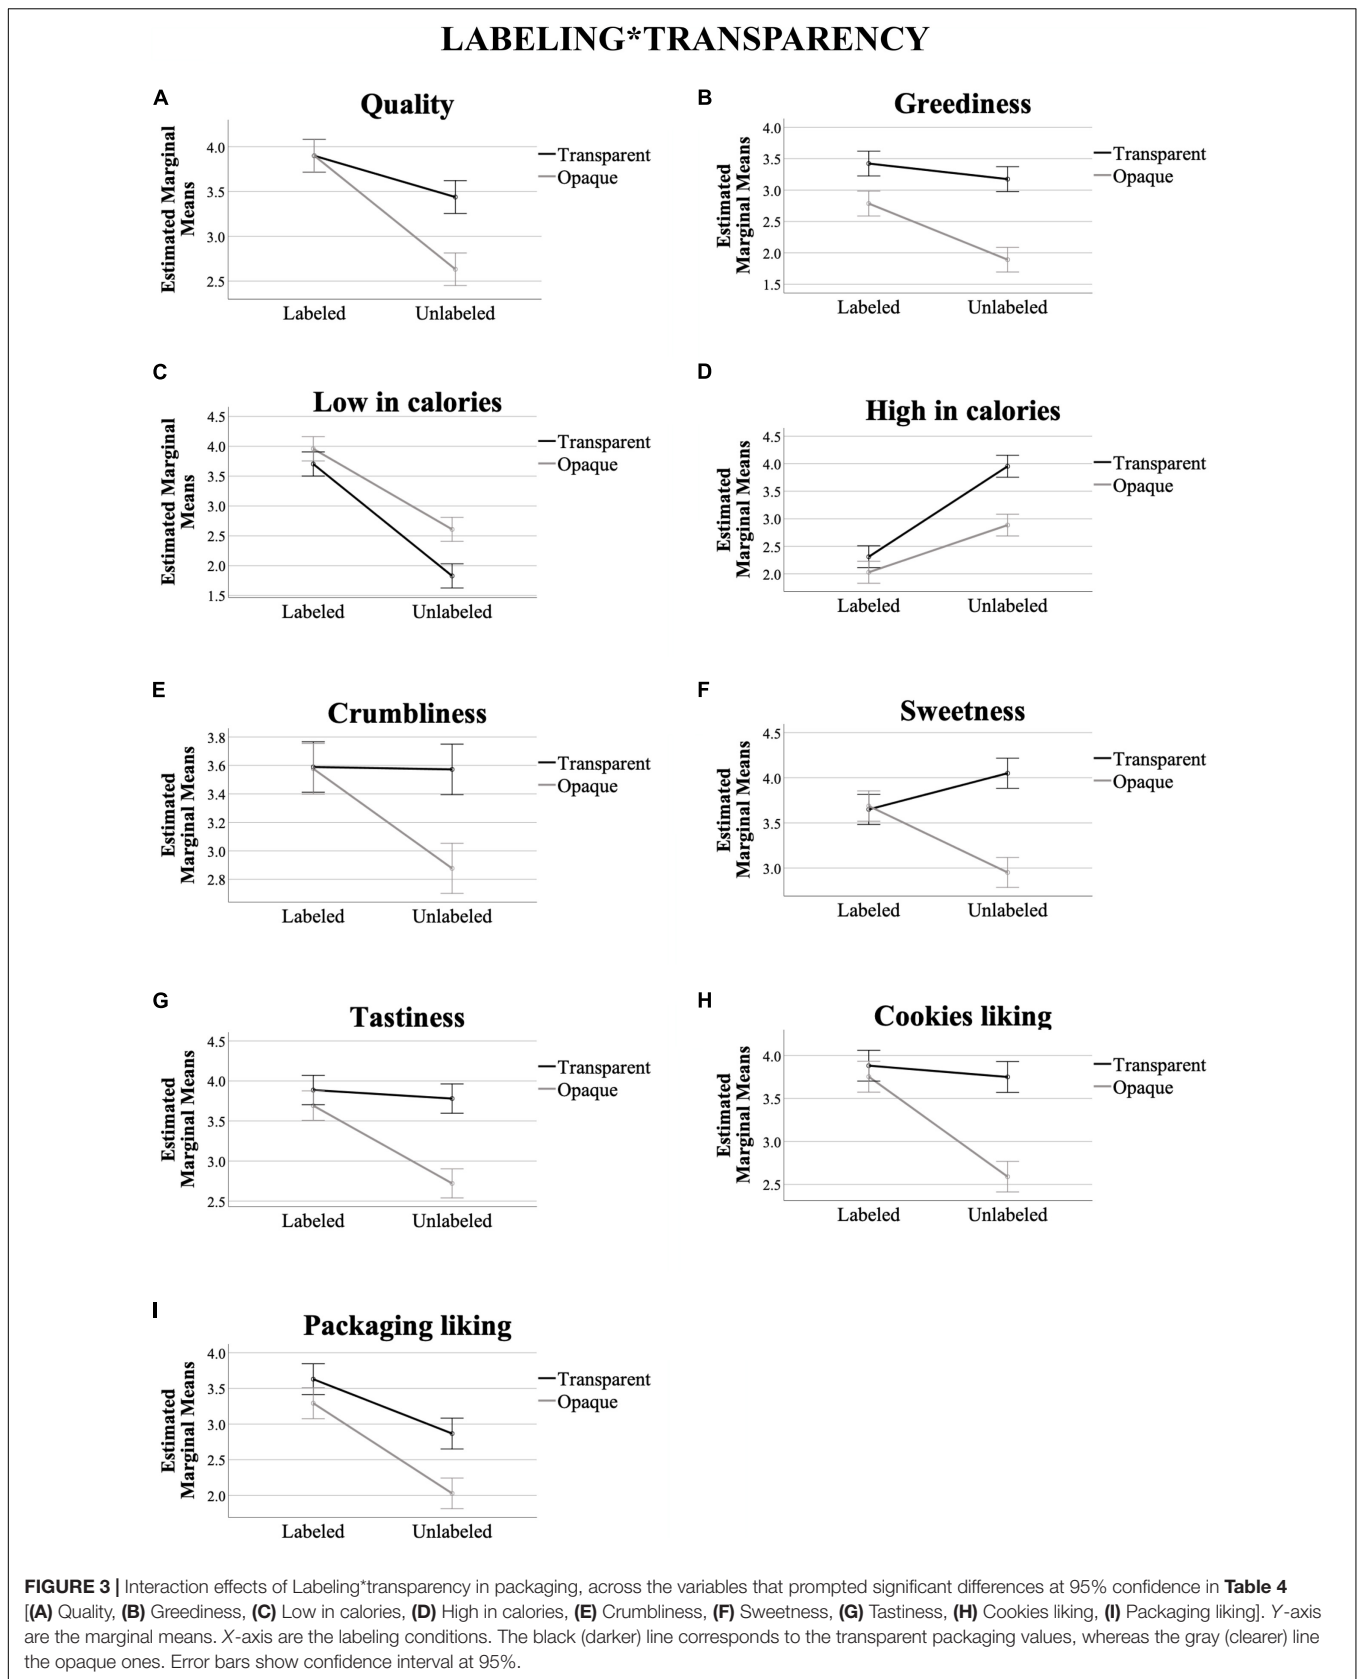 LABELING*TRANSPARENCY
A
Quality
Estimated Marginal
Means
4.0
3.5
3.0
2.5
Labeled
Unlabeled
Transparent
Opaque
B
Greediness
Estimated
Marginal Means
4.0
3.5
3.0
2.5
2.0
1.5
Labeled
Unlabeled
Transparent
Opaque
C
Low in calories
Estimated Marginal
Means
4.5
4.0
3.5
3.0
2.5
2.0
1.5
Labeled
Unlabeled
Transparent
Opaque
D
High in calories
Estimated
Marginal Means
4.5
4.0
3.5
3.0
2.5
2.0
Labeled
Unlabeled
Transparent
Opaque
E
Crumbliness
Estimated
Marginal Means
3.8
3.6
3.4
3.2
3.0
2.8
Labeled
Unlabeled
Transparent
Opaque
F
Sweetness
Estimated
Marginal Means
4.5
4.0
3.5
3.0
Labeled
Unlabeled
Transparent
Opaque
G
Tastiness
Estimated
Marginal Means
4.5
4.0
3.5
3.0
2.5
Labeled
Unlabeled
Transparent
Opaque
H
Cookies liking
Estimated
Marginal Means
4.0
3.5
3.0
2.5
Labeled
Unlabeled
Transparent
Opaque
I
Packaging liking
Estimated
Marginal Means
4.0
3.5
3.0
2.5
2.0
Labeled
Unlabeled
Transparent
Opaque
FIGURE 3 | Interaction effects of Labeling*transparency in packaging, across the variables that prompted significant differences at 95% confidence in Table 4
[(A) Quality, (B) Greediness, (C) Low in calories, (D) High in calories, (E) Crumbliness, (F) Sweetness, (G) Tastiness, (H) Cookies liking, (I) Packaging liking]. Y-axis
are the marginal means. X-axis are the labeling conditions. The black (darker) line corresponds to the transparent packaging values, whereas the gray (clearer) line
the opaque ones. Error bars show confidence interval at 95%.